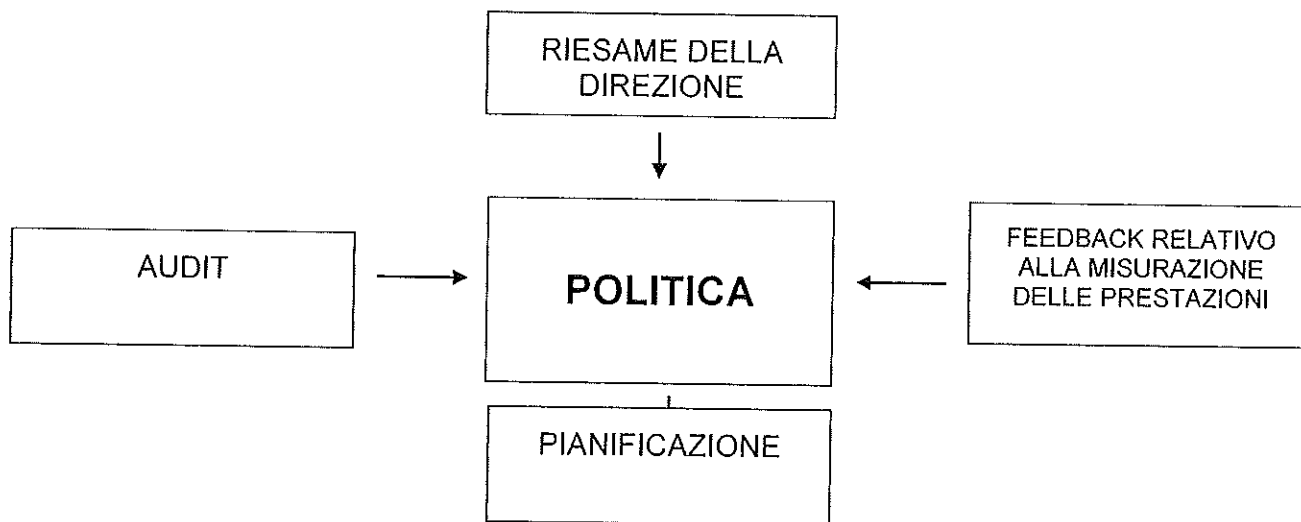 RIESAME DELLA
DIREZIONE
AUDIT
POLITICA
FEEDBACK RELATIVO
ALLA MISURAZIONE
DELLE PRESTAZIONI
PIANIFICAZIONE